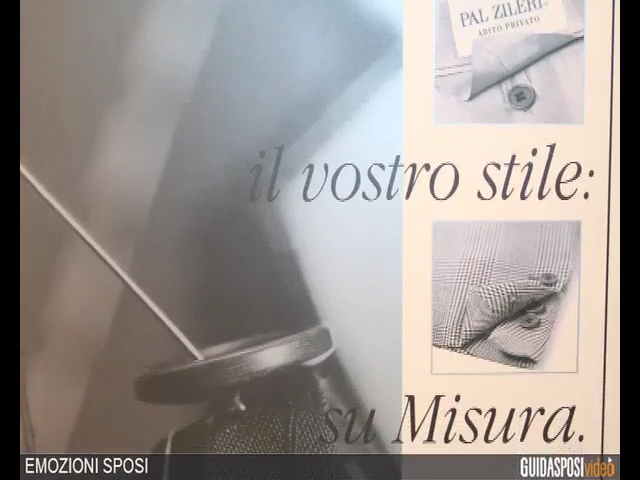 PAL ZILERI
ABITO PRIVATO
il vostro stile:
su Misura.
EMOZIONI SPOSI
GUIDASPOSIvideo